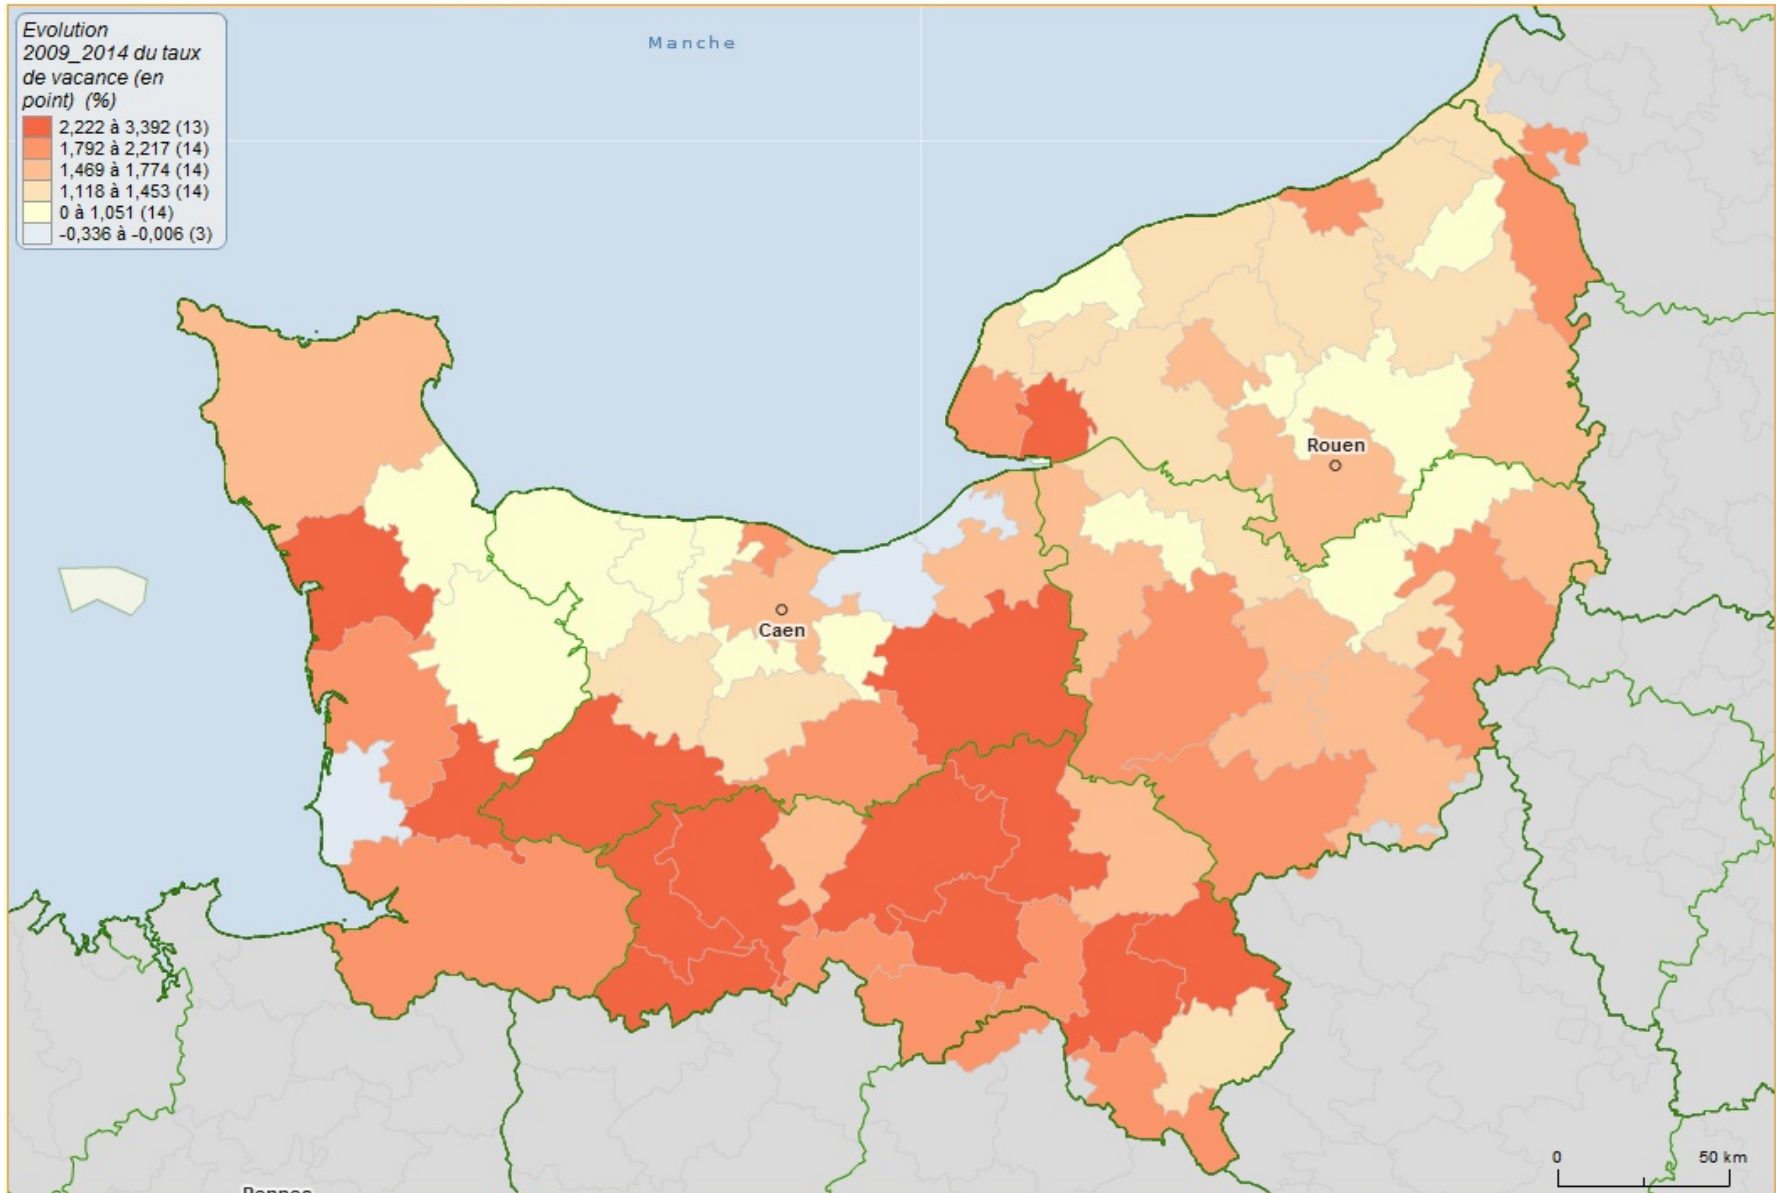 Evolution
2009_2014 du taux
de vacance (en
point) (%)
2,222 à 3,392 (13)
1,792 à 2,217 (14)
1,469 à 1,774 (14)
1,118 à 1,453 (14)
0 à 1,051 (14)
-0,336 à -0,006 (3)
Manche
Rouen
Caen
0 50 km